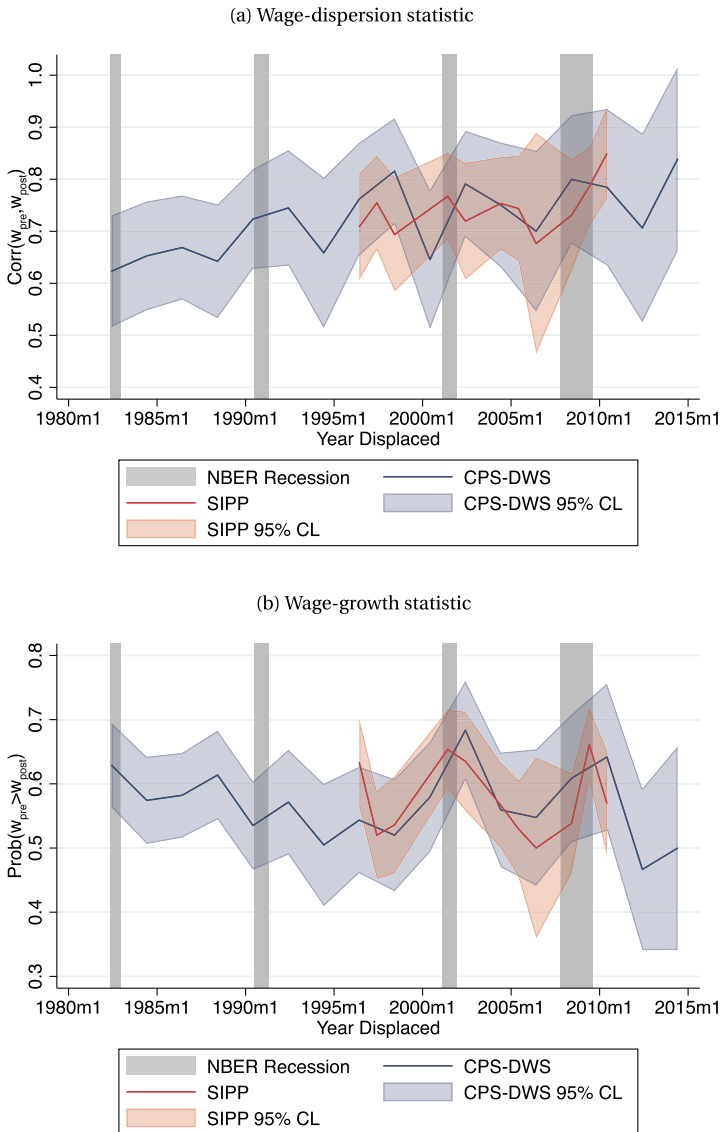 (a) Wage-dispersion statistic
1.0
0.9
0.8
0.7
0.6
0.5
0.4
Corr(wpre,wpost)
1980m1 1985m1 1990m1 1995m1 2000m1 2005m1 2010m1 2015m1
Year Displaced
NBER Recession CPS-DWS
SIPP CPS-DWS 95% CL
SIPP 95% CL
(b) Wage-growth statistic
0.8
0.7
0.6
0.5
0.4
0.3
Prob(wpre>wpost)
1980m1 1985m1 1990m1 1995m1 2000m1 2005m1 2010m1 2015m1
Year Displaced
NBER Recession CPS-DWS
SIPP CPS-DWS 95% CL
SIPP 95% CL